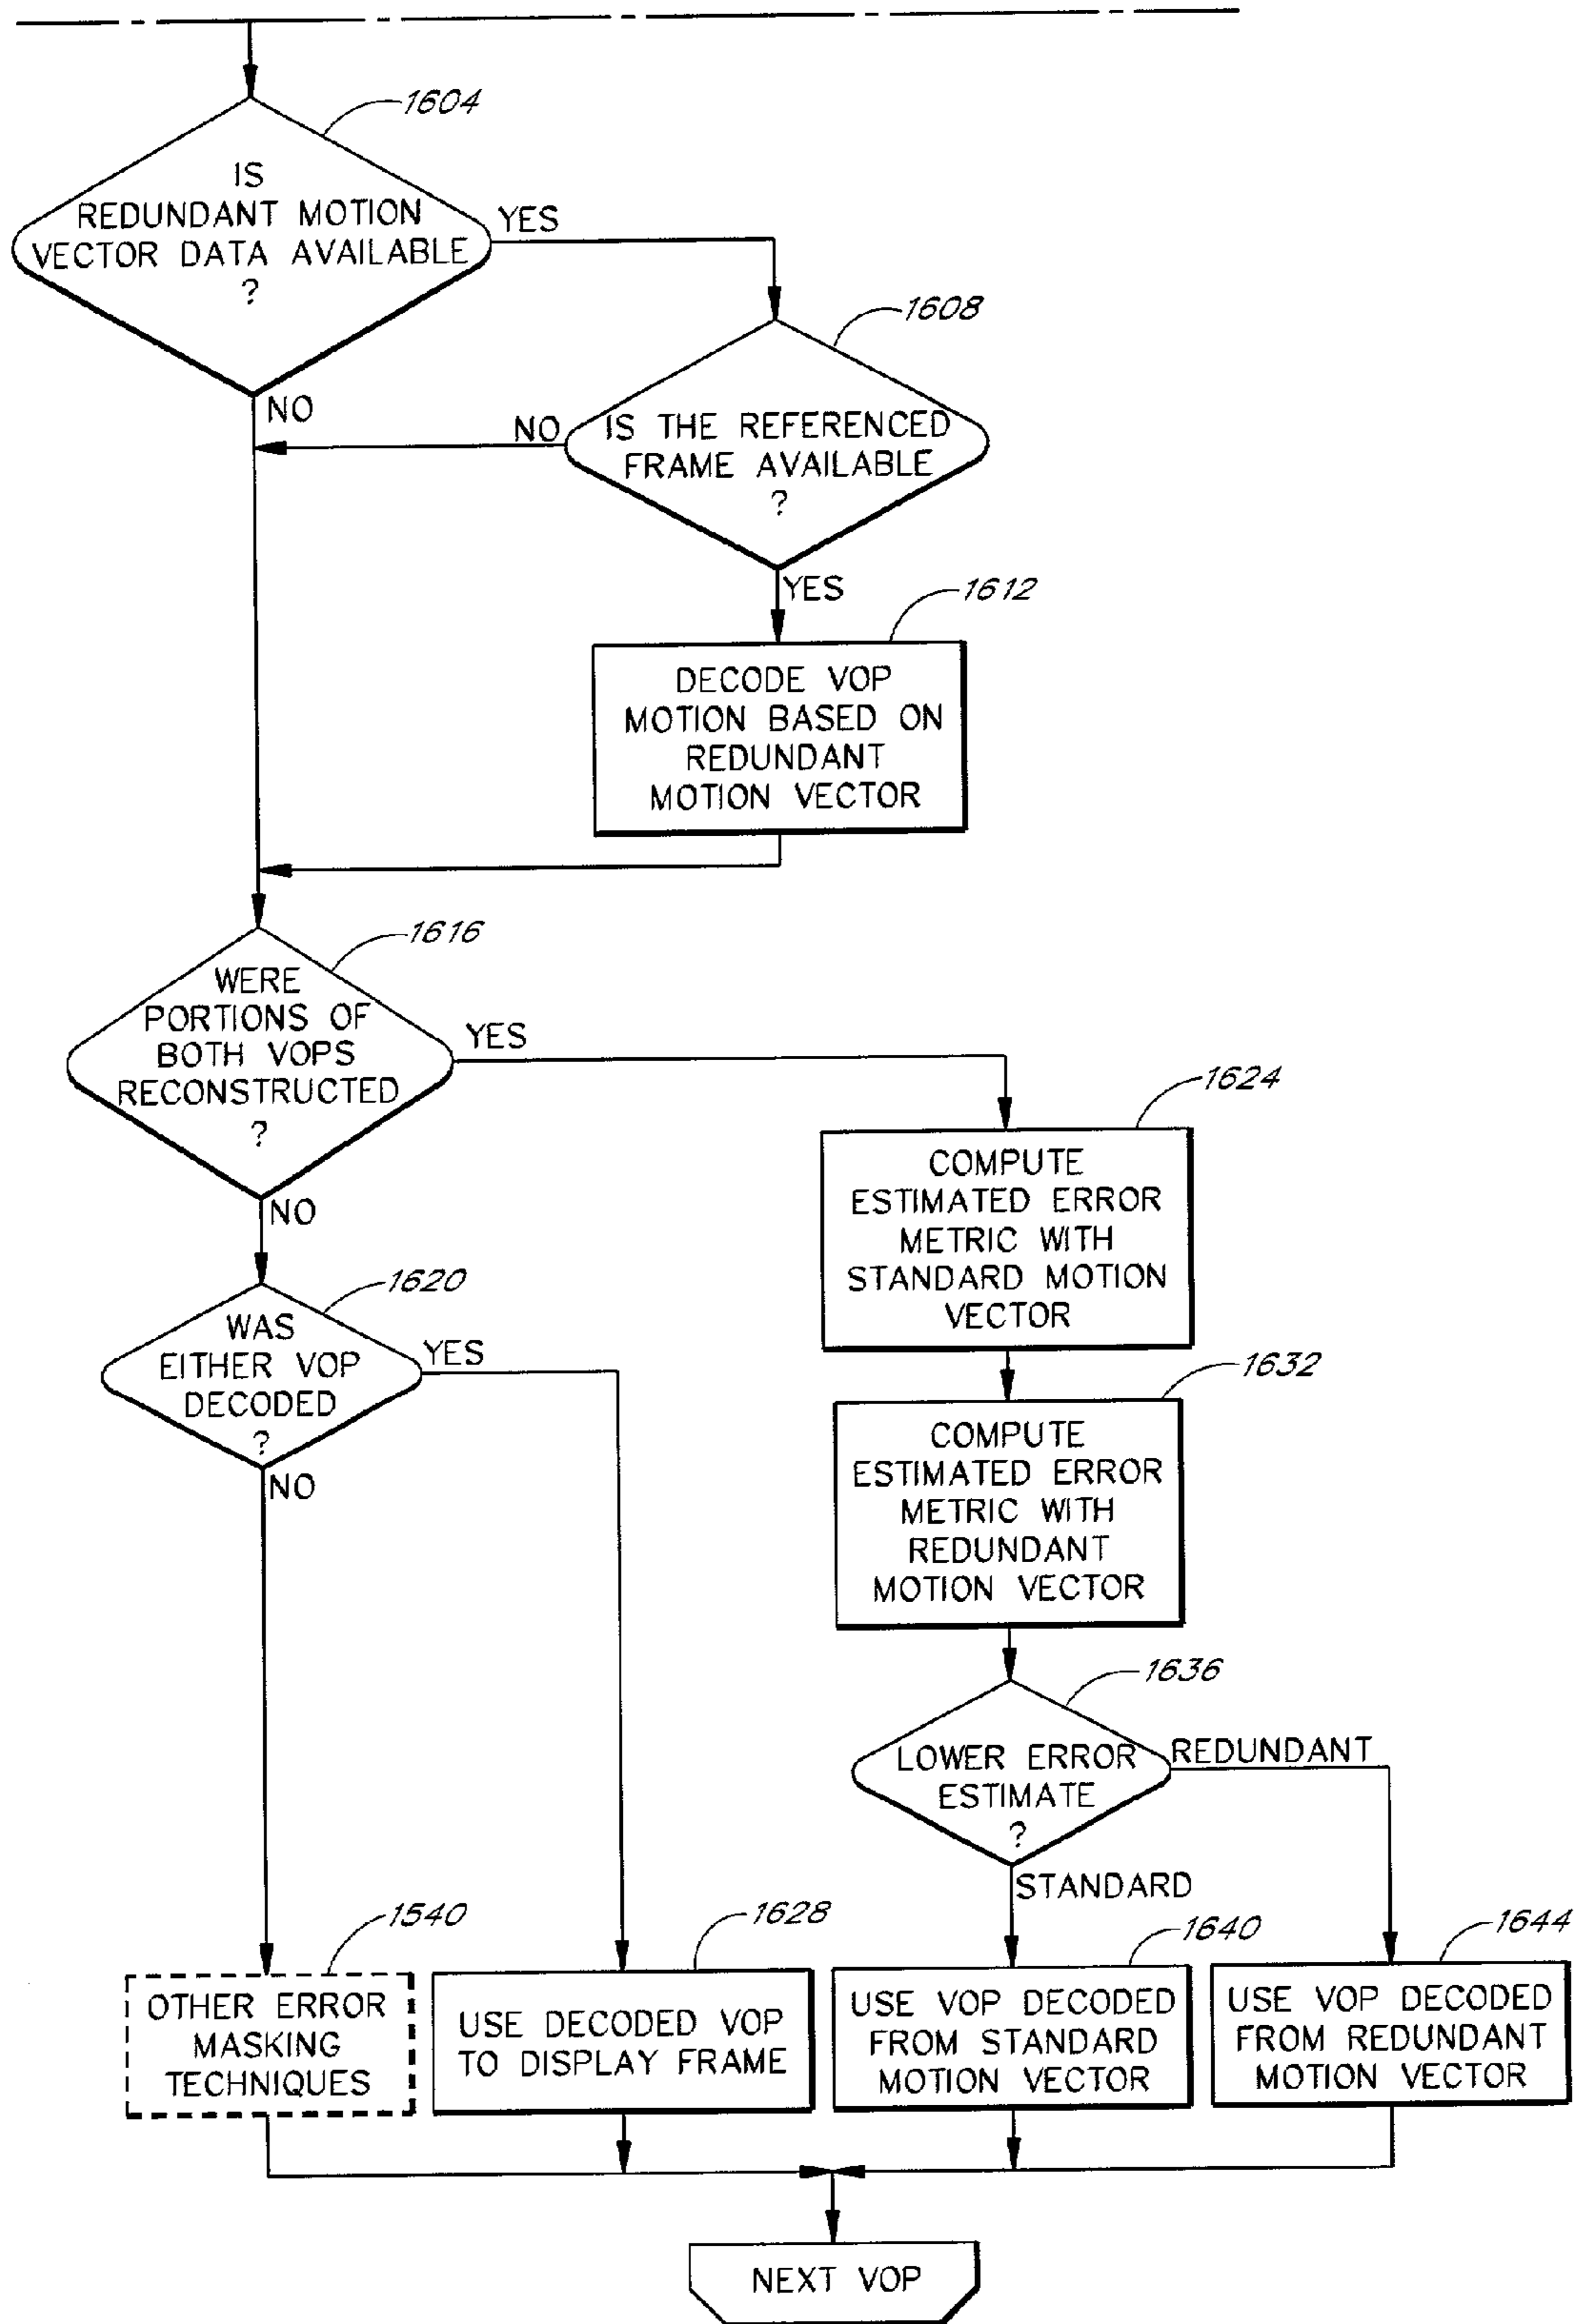 1604
IS
REDUNDANT MOTION
VECTOR DATA AVAILABLE
?
YES
NO
1608
IS THE REFERENCED
FRAME AVAILABLE
?
NO
YES
1612
DECODE VOP
MOTION BASED ON
REDUNDANT
MOTION VECTOR
1616
WERE
PORTIONS OF
BOTH VOPS
RECONSTRUCTED
?
YES
NO
1624
COMPUTE
ESTIMATED ERROR
METRIC WITH
STANDARD MOTION
VECTOR
1620
WAS
EITHER VOP
DECODED
?
YES
NO
1632
COMPUTE
ESTIMATED ERROR
METRIC WITH
REDUNDANT
MOTION VECTOR
1636
LOWER ERROR
ESTIMATE
?
REDUNDANT
STANDARD
1540
OTHER ERROR
MASKING
TECHNIQUES
1628
USE DECODED VOP
TO DISPLAY FRAME
1640
USE VOP DECODED
FROM STANDARD
MOTION VECTOR
1644
USE VOP DECODED
FROM REDUNDANT
MOTION VECTOR
NEXT VOP